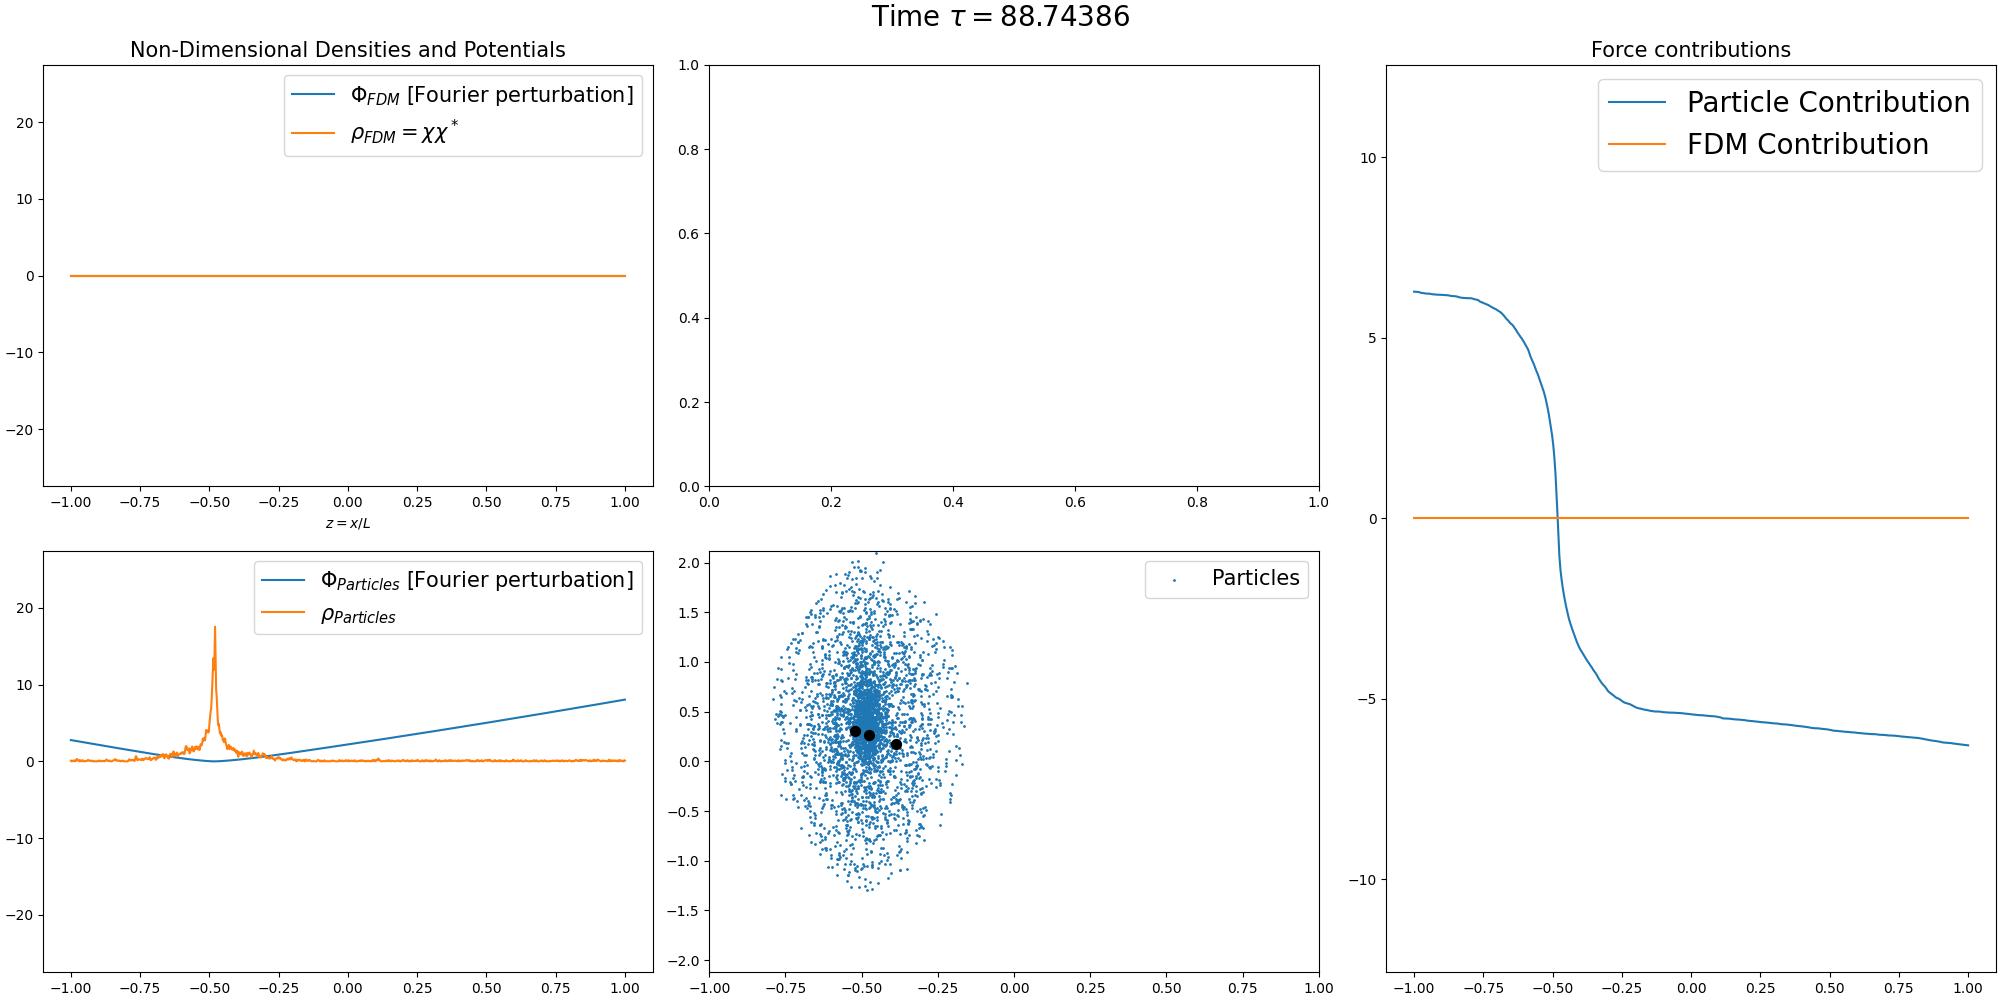 Time τ = 88.74386
Non-Dimensional Densities and Potentials
Φ_FDM [Fourier perturbation]
ρ_FDM = χχ*
20
10
0
−10
−20
−1.00 −0.75 −0.50 −0.25 0.00 0.25 0.50 0.75 1.00
z = x/L
1.0
0.8
0.6
0.4
0.2
0.0
0.0 0.2 0.4 0.6 0.8 1.0
Force contributions
Particle Contribution
FDM Contribution
10
5
0
−5
−10
−1.00 −0.75 −0.50 −0.25 0.00 0.25 0.50 0.75 1.00
Φ_Particles [Fourier perturbation]
ρ_Particles
20
10
0
−10
−20
−1.00 −0.75 −0.50 −0.25 0.00 0.25 0.50 0.75 1.00
Particles
2.0
1.5
1.0
0.5
0.0
−0.5
−1.0
−1.5
−2.0
−1.00 −0.75 −0.50 −0.25 0.00 0.25 0.50 0.75 1.00